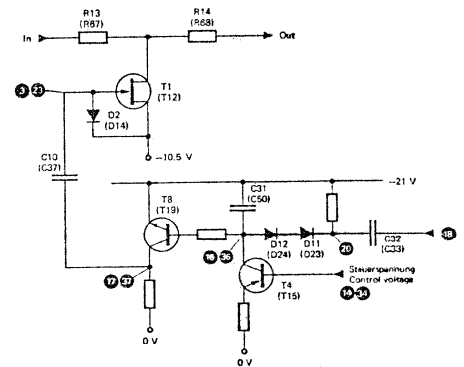 R13
(R67)
R14
(R68)
In
Out
3 23
T1
(T12)
D2
(D14)
−10.5 V
C10
(C37)
−21 V
T8
(T19)
C31
(C50)
D12
(D24)
D11
(D23)
20
C32
(C33)
48
16 36
17 37
T4
(T15)
Steuerspannung
Control voltage
14 34
0 V
0 V